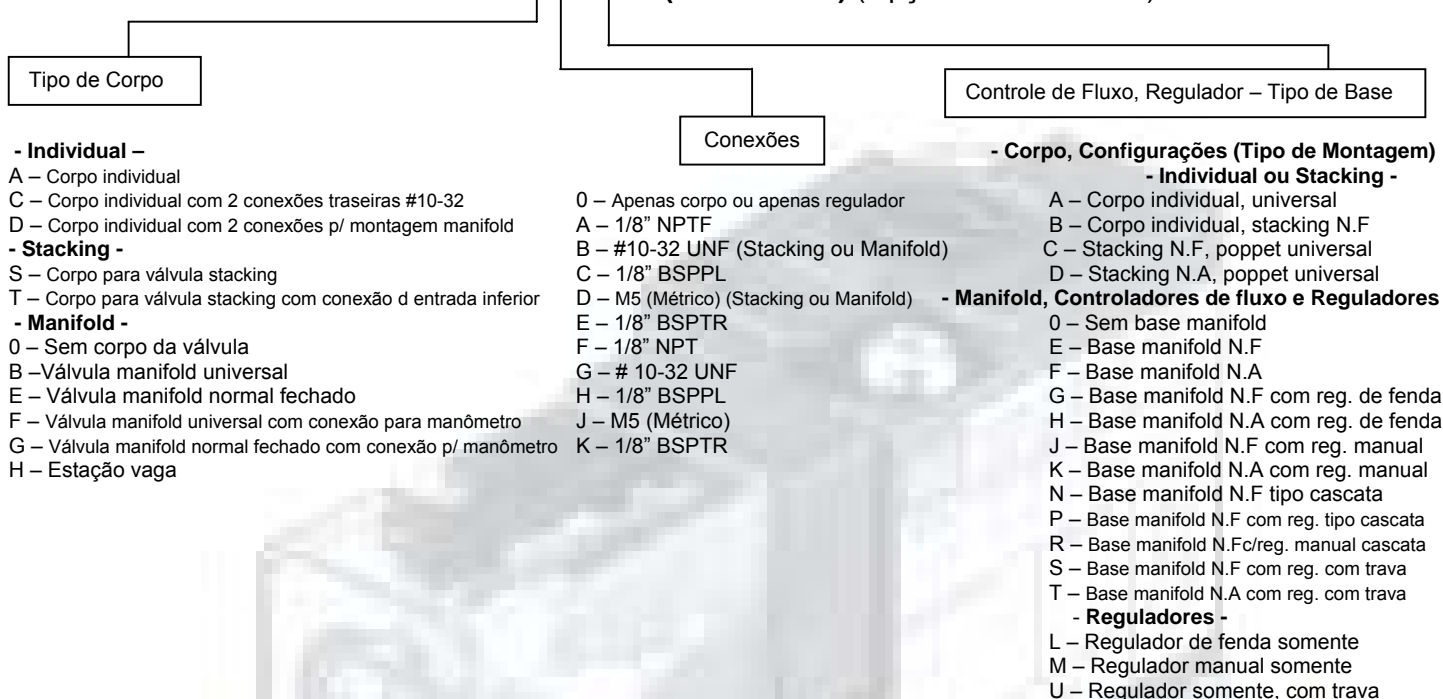 Tipo de Corpo
- Individual –
A – Corpo individual
C – Corpo individual com 2 conexões traseiras #10-32
D – Corpo individual com 2 conexões p/ montagem manifold
- Stacking -
S – Corpo para válvula stacking
T – Corpo para válvula stacking com conexão d entrada inferior
- Manifold -
0 – Sem corpo da válvula
B –Válvula manifold universal
E – Válvula manifold normal fechado
F – Válvula manifold universal com conexão para manômetro
G – Válvula manifold normal fechado com conexão p/ manômetro
H – Estação vaga
Conexões
0 – Apenas corpo ou apenas regulador
A – 1/8” NPTF
B – #10-32 UNF (Stacking ou Manifold)
C – 1/8” BSPPL
D – M5 (Métrico) (Stacking ou Manifold)
E – 1/8” BSPTR
F – 1/8” NPT
G – # 10-32 UNF
H – 1/8” BSPPL
J – M5 (Métrico)
K – 1/8” BSPTR
Controle de Fluxo, Regulador – Tipo de Base
- Corpo, Configurações (Tipo de Montagem)
- Individual ou Stacking -
A – Corpo individual, universal
B – Corpo individual, stacking N.F
C – Stacking N.F, poppet universal
D – Stacking N.A, poppet universal
- Manifold, Controladores de fluxo e Reguladores
0 – Sem base manifold
E – Base manifold N.F
F – Base manifold N.A
G – Base manifold N.F com reg. de fenda
H – Base manifold N.A com reg. de fenda
J – Base manifold N.F com reg. manual
K – Base manifold N.A com reg. manual
N – Base manifold N.F tipo cascata
P – Base manifold N.F com reg. tipo cascata
R – Base manifold N.Fc/reg. manual cascata
S – Base manifold N.F com reg. com trava
T – Base manifold N.A com reg. com trava
- Reguladores -
L – Regulador de fenda somente
M – Regulador manual somente
U – Regulador somente, com trava